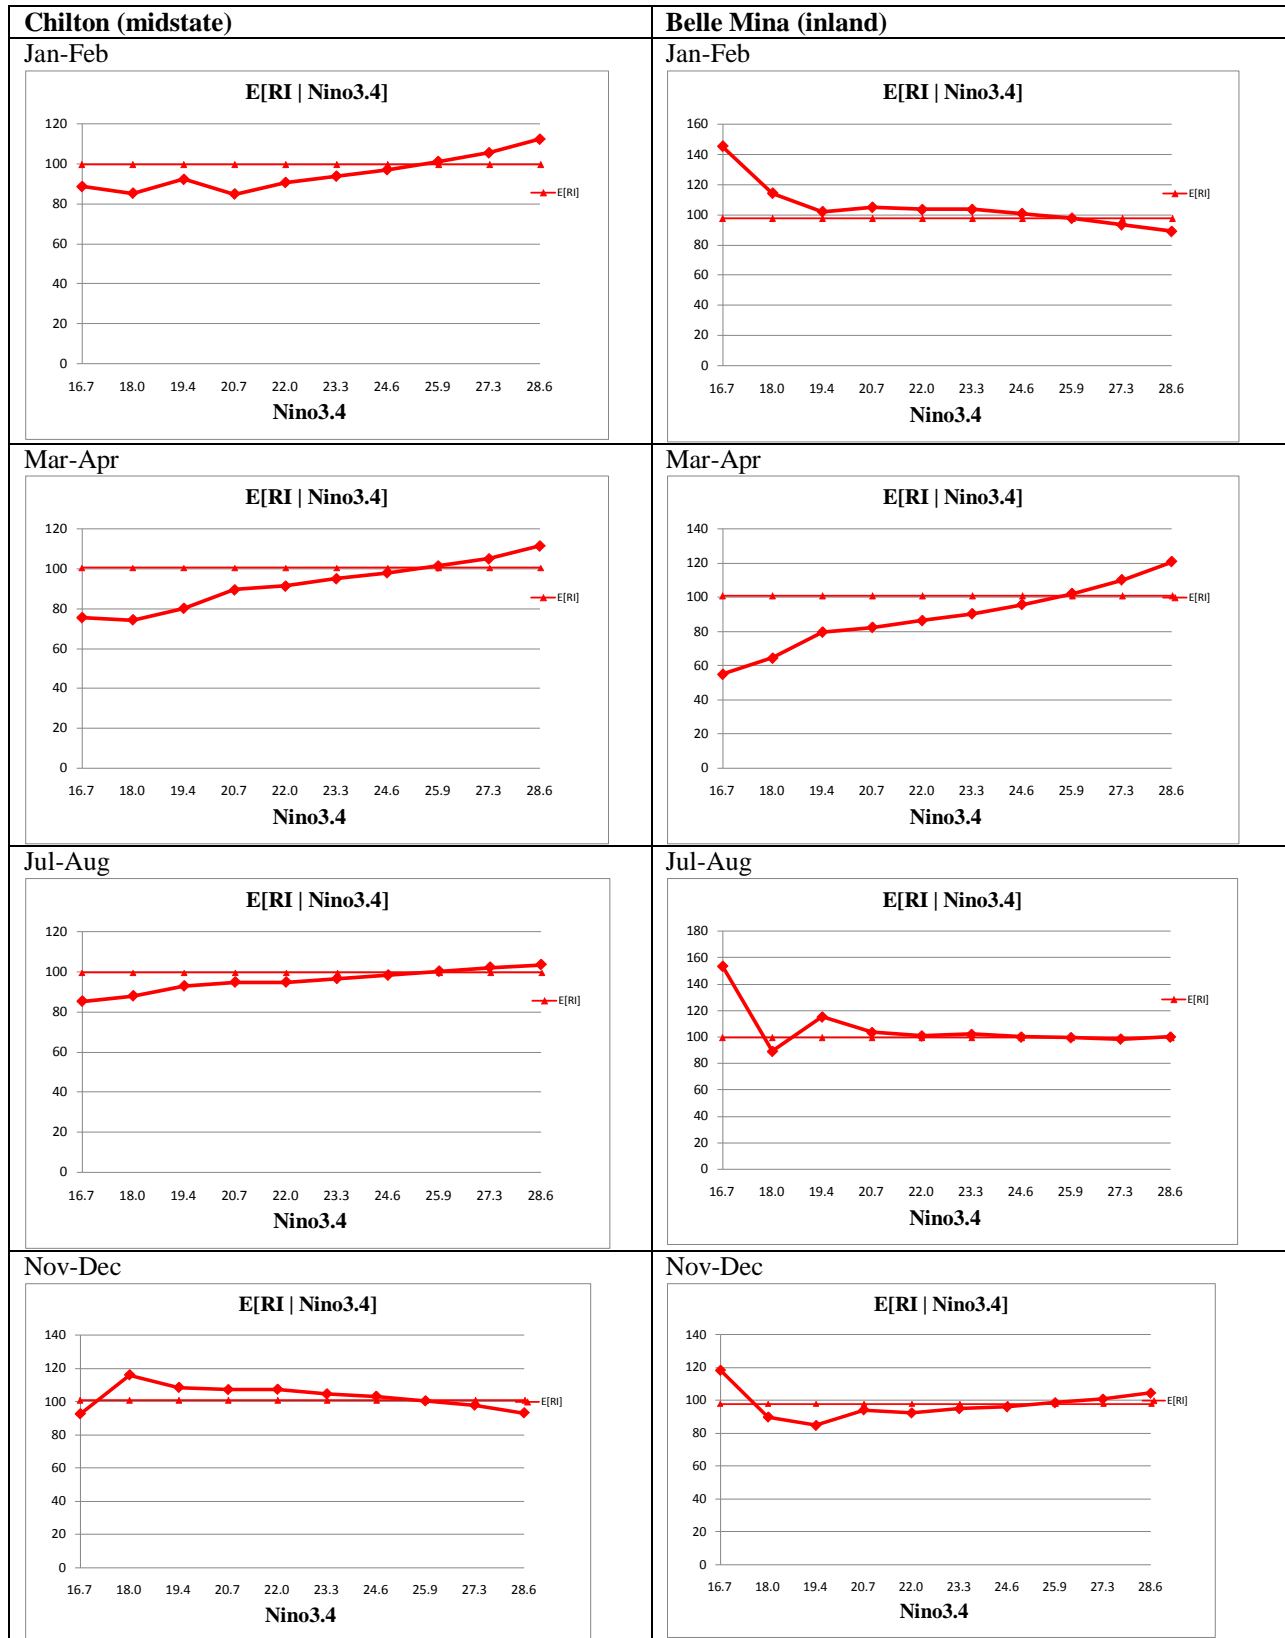 Chilton (midstate)
Belle Mina (inland)
Jan-Feb
E[RI | Nino3.4]
120
100
80
60
40
20
0
E[RI]
16.7 18.0 19.4 20.7 22.0 23.3 24.6 25.9 27.3 28.6
Nino3.4
Jan-Feb
E[RI | Nino3.4]
160
140
120
100
80
60
40
20
0
E[RI]
16.7 18.0 19.4 20.7 22.0 23.3 24.6 25.9 27.3 28.6
Nino3.4
Mar-Apr
E[RI | Nino3.4]
120
100
80
60
40
20
0
E[RI]
16.7 18.0 19.4 20.7 22.0 23.3 24.6 25.9 27.3 28.6
Nino3.4
Mar-Apr
E[RI | Nino3.4]
140
120
100
80
60
40
20
0
E[RI]
16.7 18.0 19.4 20.7 22.0 23.3 24.6 25.9 27.3 28.6
Nino3.4
Jul-Aug
E[RI | Nino3.4]
120
100
80
60
40
20
0
E[RI]
16.7 18.0 19.4 20.7 22.0 23.3 24.6 25.9 27.3 28.6
Nino3.4
Jul-Aug
E[RI | Nino3.4]
180
160
140
120
100
80
60
40
20
0
E[RI]
16.7 18.0 19.4 20.7 22.0 23.3 24.6 25.9 27.3 28.6
Nino3.4
Nov-Dec
E[RI | Nino3.4]
140
120
100
80
60
40
20
0
E[RI]
16.7 18.0 19.4 20.7 22.0 23.3 24.6 25.9 27.3 28.6
Nino3.4
Nov-Dec
E[RI | Nino3.4]
140
120
100
80
60
40
20
0
E[RI]
16.7 18.0 19.4 20.7 22.0 23.3 24.6 25.9 27.3 28.6
Nino3.4